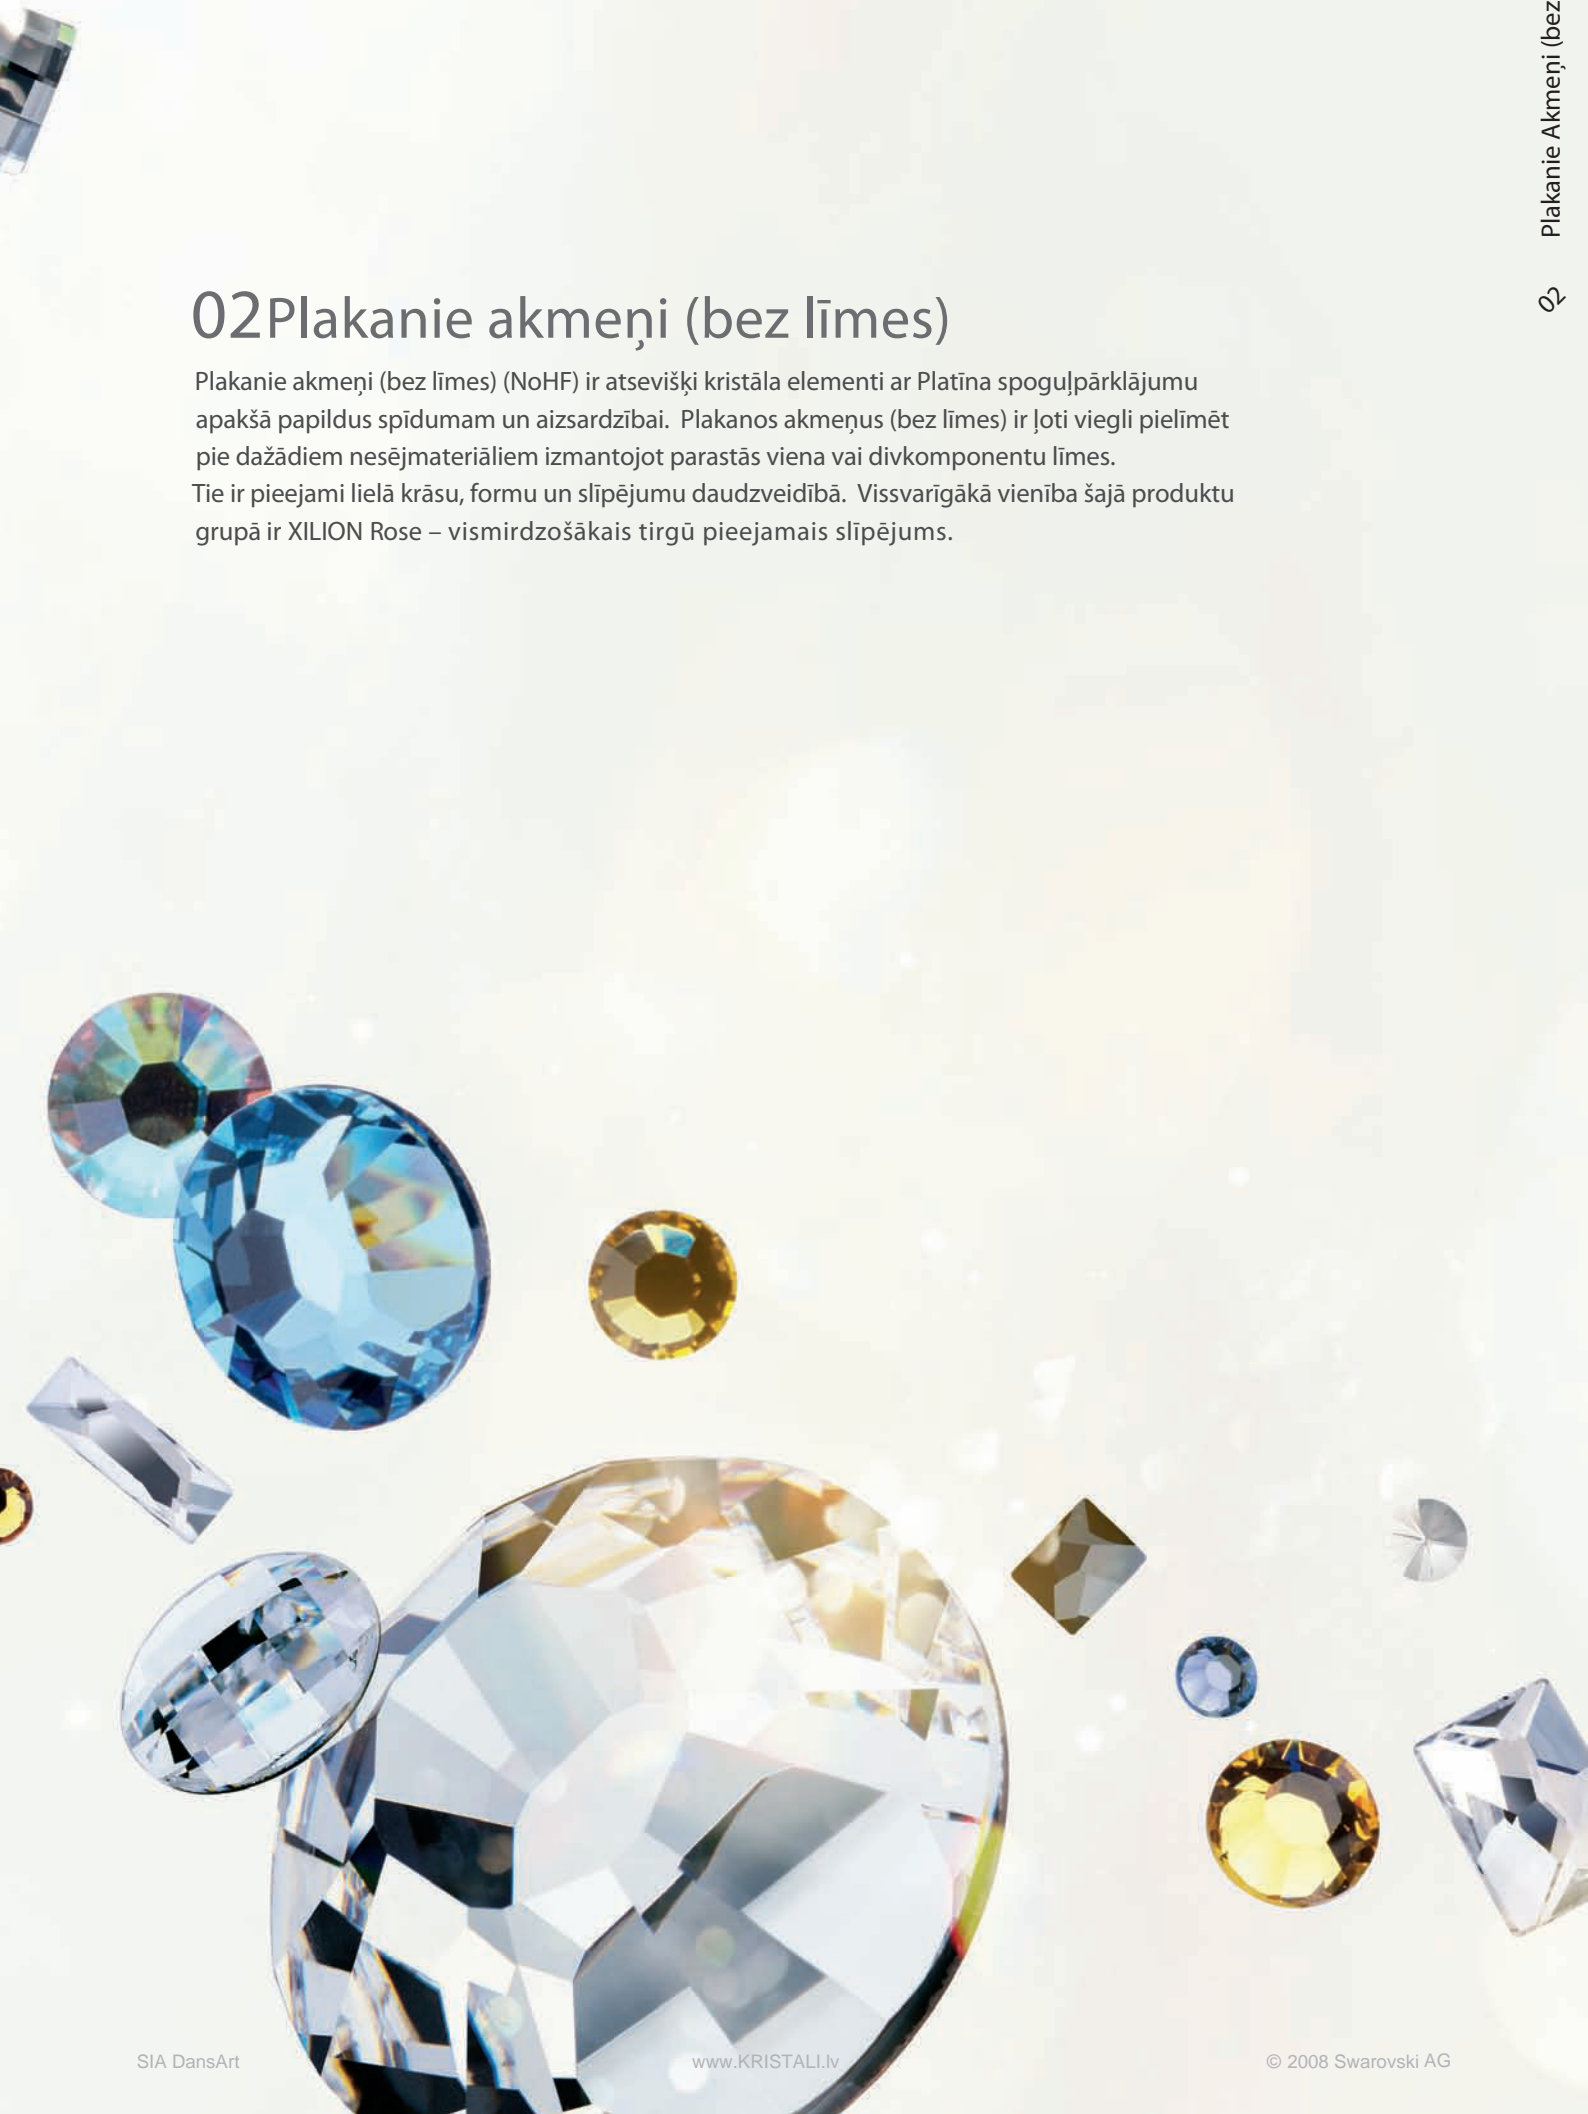 Plakanie Akmeņi (bez
02
02Plakanie akmeņi (bez līmes)
Plakanie akmeņi (bez līmes) (NoHF) ir atsevišķi kristāla elementi ar Platīna spoguļpārklājumu
apakšā papildus spīdumam un aizsardzībai. Plakanos akmeņus (bez līmes) ir ļoti viegli pielīmēt
pie dažādiem nesējmateriāliem izmantojot parastās viena vai divkomponentu līmes.
Tie ir pieejami lielā krāsu, formu un slīpējumu daudzveidībā. Vissvarīgākā vienība šajā produktu
grupā ir XILION Rose – vismirdzošākais tirgū pieejamais slīpējums.
SIA DansArt
www.KRISTALI.lv
© 2008 Swarovski AG